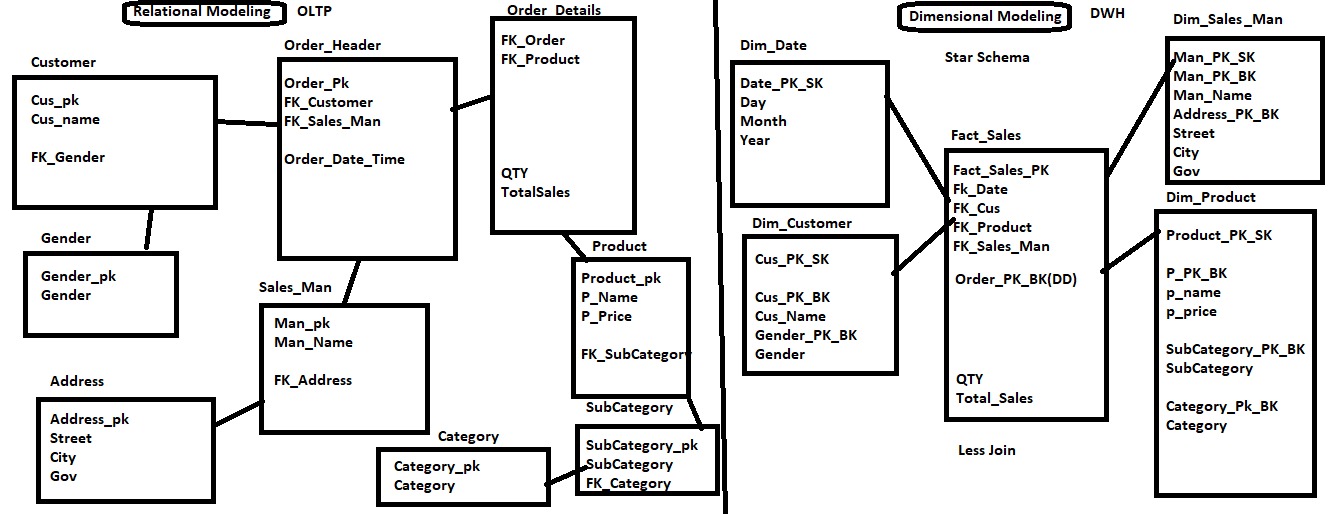 Relational Modeling OLTP
Customer
Cus_pk
Cus_name
FK_Gender
Gender
Gender_pk
Gender
Order_Header
Order_Pk
FK_Customer
FK_Sales_Man
Order_Date_Time
Order_Details
FK_Order
FK_Product
QTY
TotalSales
Sales_Man
Man_pk
Man_Name
FK_Address
Address
Address_pk
Street
City
Gov
Product
Product_pk
P_Name
P_Price
FK_SubCategory
SubCategory
SubCategory_pk
SubCategory
FK_Category
Category
Category_pk
Category
Dimensional Modeling DWH
Star Schema
Dim_Date
Date_PK_SK
Day
Month
Year
Dim_Customer
Cus_PK_SK
Cus_PK_BK
Cus_Name
Gender_PK_BK
Gender
Fact_Sales
Fact_Sales_PK
Fk_Date
FK_Cus
FK_Product
FK_Sales_Man
Order_PK_BK(DD)
QTY
Total_Sales
Less Join
Dim_Sales_Man
Man_PK_SK
Man_PK_BK
Man_Name
Address_PK_BK
Street
City
Gov
Dim_Product
Product_PK_SK
P_PK_BK
p_name
p_price
SubCategory_PK_BK
SubCategory
Category_Pk_BK
Category